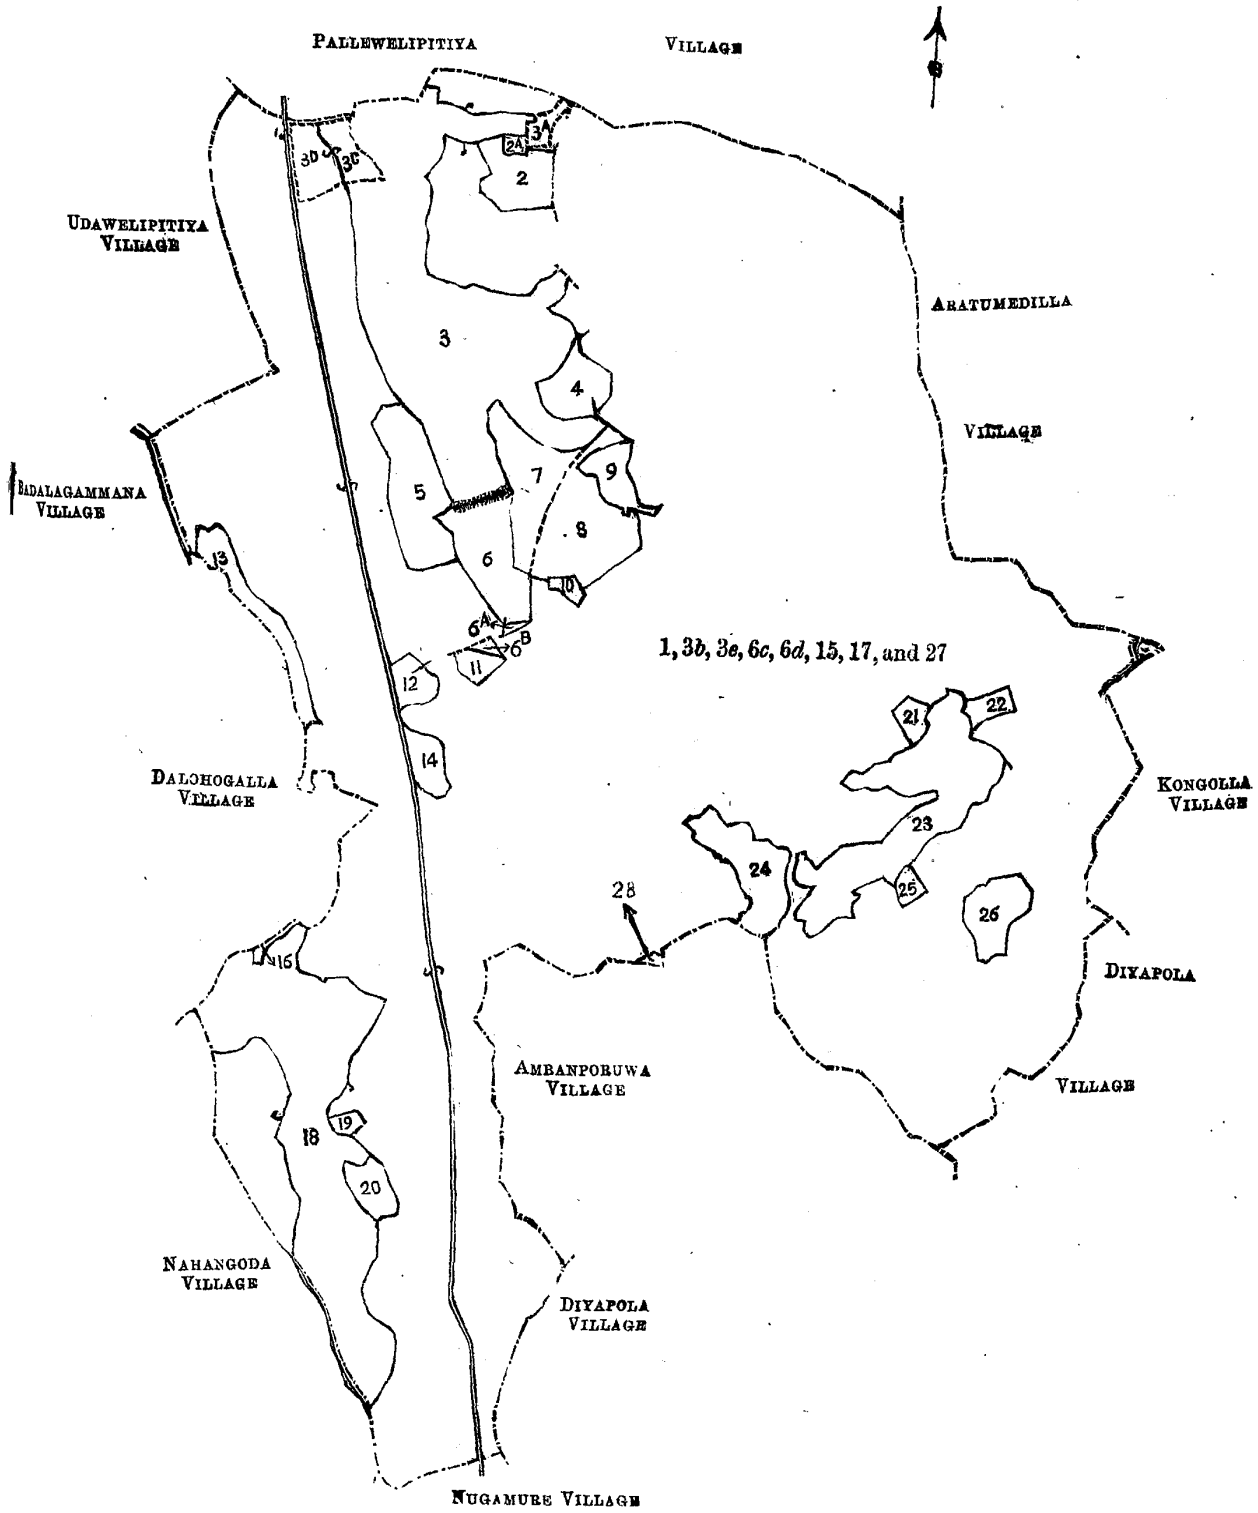 PALLEWELIPITIYA VILLAGE
3A
2A
3D 3C
2
UDAWELIPITIYA
VILLAGE
ARATUMEDILLA
VILLAGE
3
4
7
9
5
BADALAGAMMANA
VILLAGE
8
13
6
10
6A
6B
1, 3b, 3e, 6c, 6d, 15, 17, and 27
11
12
21
22
14
DALOHOGALLA
VILLAGE
KONGOLLA
VILLAGE
23
24
25
28
26
16
DIYAPOLA
VILLAGE
AMBANPORUWA
VILLAGE
19
18
20
NAHANGODA
VILLAGE
DIYAPOLA
VILLAGE
NUGAMURE VILLAGE